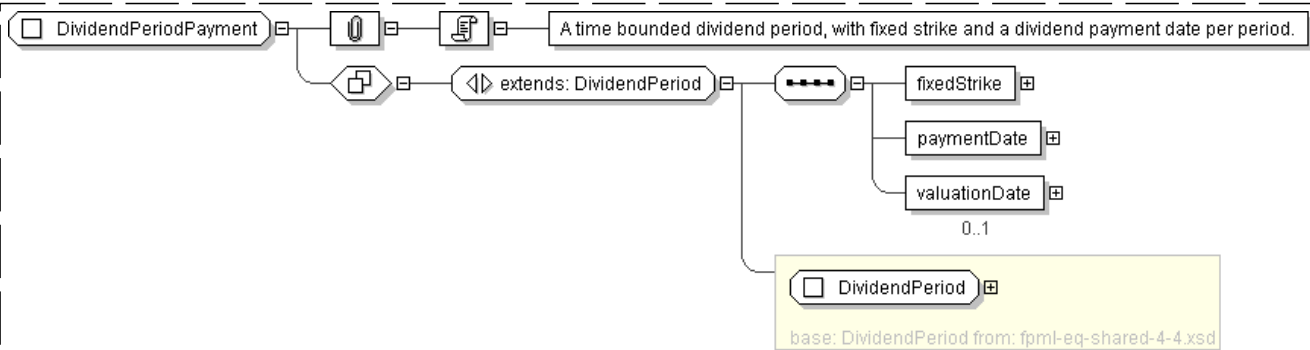 DividendPeriodPayment
A time bounded dividend period, with fixed strike and a dividend payment date per period.
extends: DividendPeriod
fixedStrike
paymentDate
valuationDate
0..1
DividendPeriod
base: DividendPeriod from: fpml-eq-shared-4-4.xsd